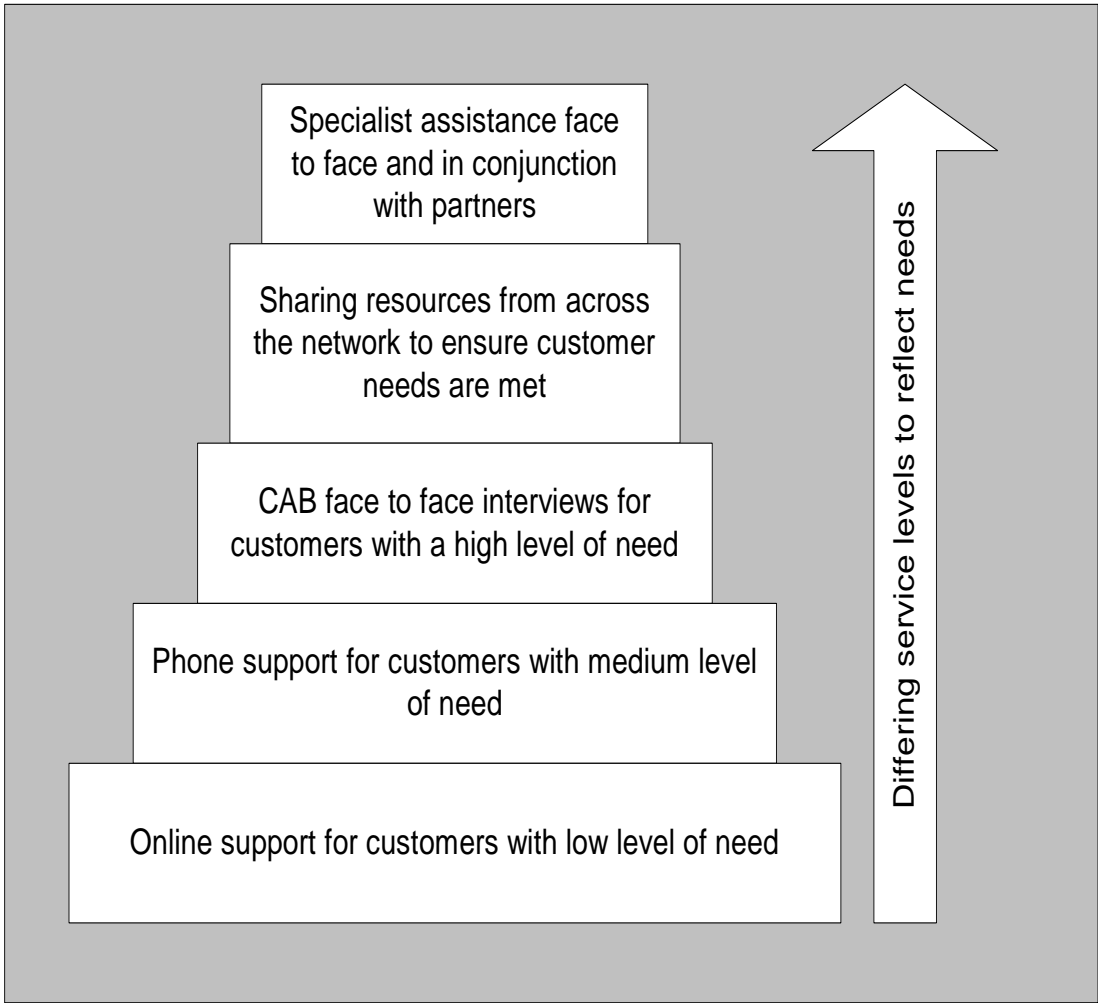 Specialist assistance face
to face and in conjunction
with partners
Sharing resources from across
the network to ensure customer
needs are met
CAB face to face interviews for
customers with a high level of need
Phone support for customers with medium level
of need
Online support for customers with low level of need
Differing service levels to reflect needs